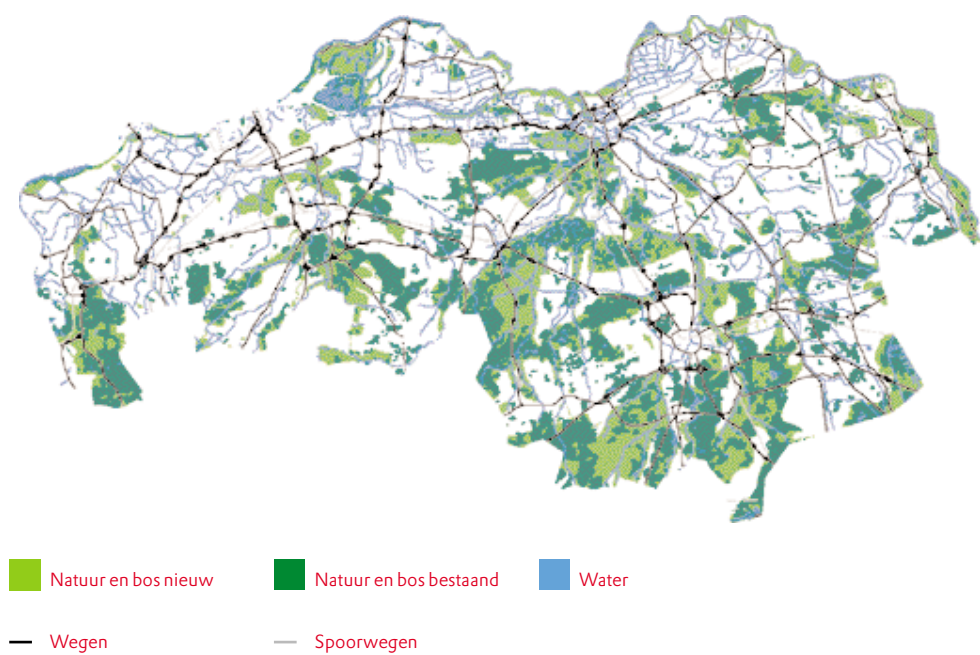 Natuur en bos nieuw
Natuur en bos bestaand
Water
Wegen
Spoorwegen